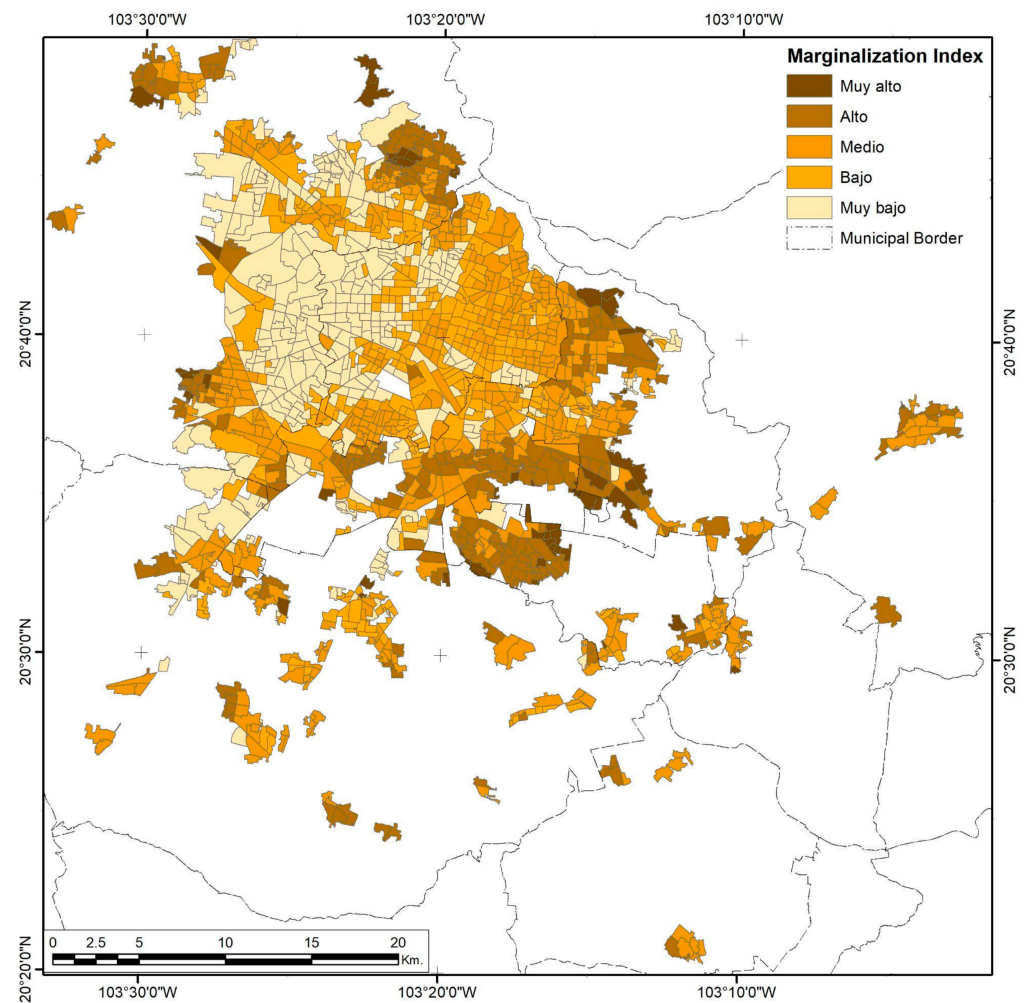 103°30'0"W 103°20'0"W 103°10'0"W
Marginalization Index
Muy alto
Alto
Medio
Bajo
Muy bajo
Municipal Border
20°40'0"N 20°40'0"N
20°30'0"N 20°30'0"N
20°20'0"N
0 2.5 5 10 15 20
Km.
103°30'0"W 103°20'0"W 103°10'0"W